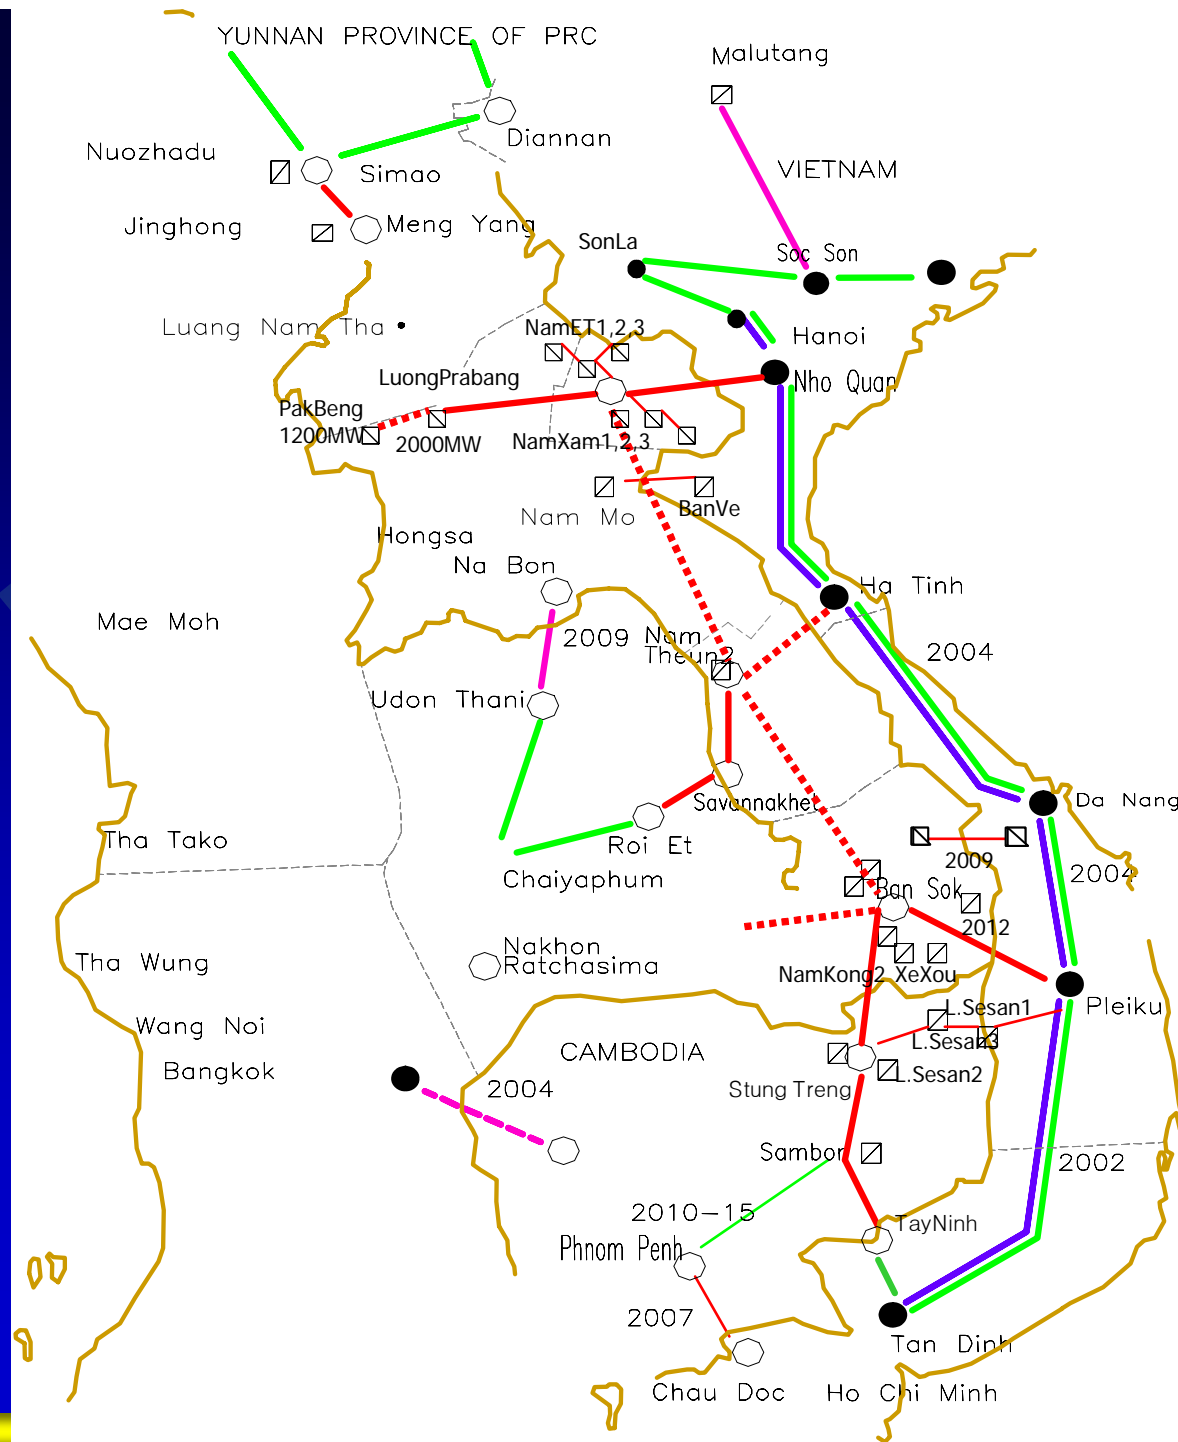 YUNNAN PROVINCE OF PRC
Malutang
Diannan
Nuozhadu
Simao
VIETNAM
Jinghong
Meng Yang
SonLa
Soc Son
Luang Nam Tha
NamET1,2,3
Hanoi
LuongPrabang
Nho Quan
PakBeng
1200MW
2000MW
NamXam1,2,3
Nam Mo
BanVe
Hongsa
Na Bon
Ha Tinh
Mae Moh
2009
Nam
Theun2
2004
Udon Thani
Savannakhet
Da Nang
Tha Tako
Roi Et
2009
2004
Chaiyaphum
Ban Sok
2012
Nakhon
Ratchasima
Tha Wung
NamKong2 XeXou
L.Sesan1
Pleiku
Wang Noi
L.Sesan3
CAMBODIA
Bangkok
L.Sesan2
2004
Stung Treng
Sambor
2002
2010-15
TayNinh
Phnom Penh
2007
Tan Dinh
Chau Doc
Ho Chi Minh